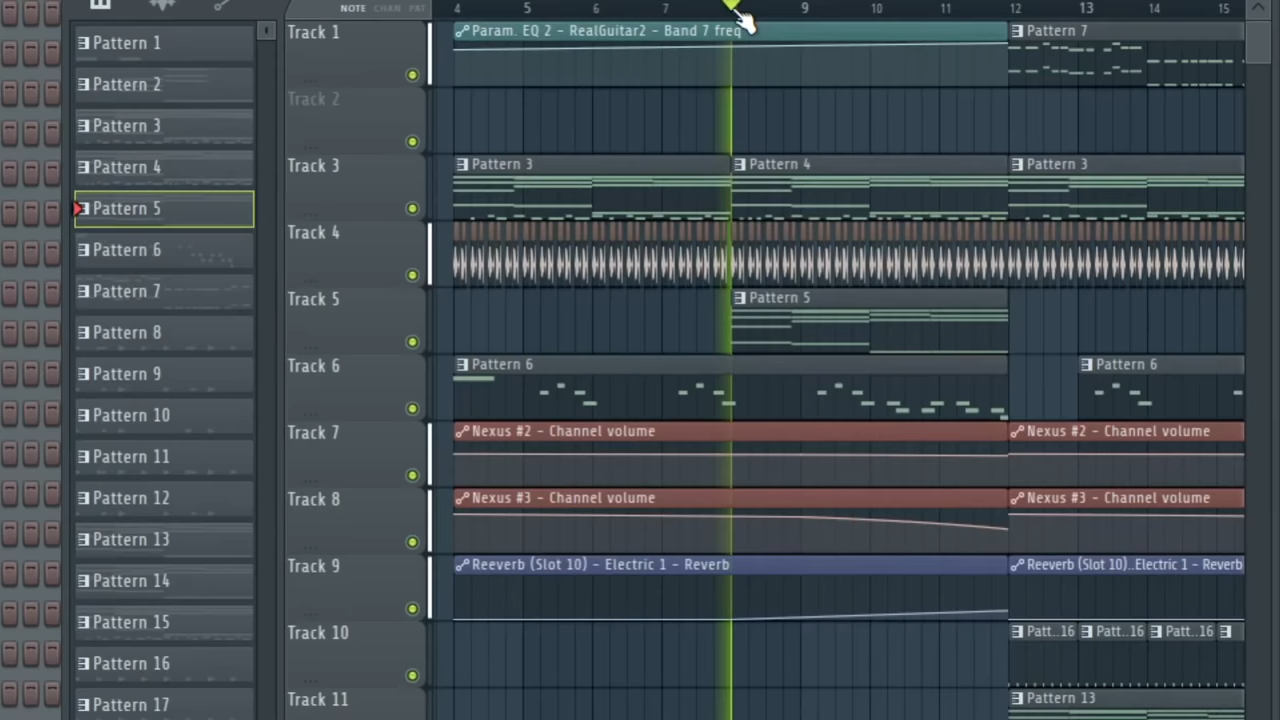 NOTE CHAN PAT
4 5 6 7 9 10 11 12 13 14 15
Pattern 1
Pattern 2
Pattern 3
Pattern 4
Pattern 5
Pattern 6
Pattern 7
Pattern 8
Pattern 9
Pattern 10
Pattern 11
Pattern 12
Pattern 13
Pattern 14
Pattern 15
Pattern 16
Pattern 17
Track 1
Param. EQ 2 - RealGuitar2 - Band 7 freq
Pattern 7
Track 2
Track 3
Pattern 3
Pattern 4
Pattern 3
Track 4
Track 5
Pattern 5
Track 6
Pattern 6
Pattern 6
Track 7
Nexus #2 - Channel volume
Nexus #2 - Channel volume
Track 8
Nexus #3 - Channel volume
Nexus #3 - Channel volume
Track 9
Reeverb (Slot 10) - Electric 1 - Reverb
Reeverb (Slot 10)..Electric 1 - Reverb
Track 10
Patt..16
Patt..16
Patt..16
Track 11
Pattern 13